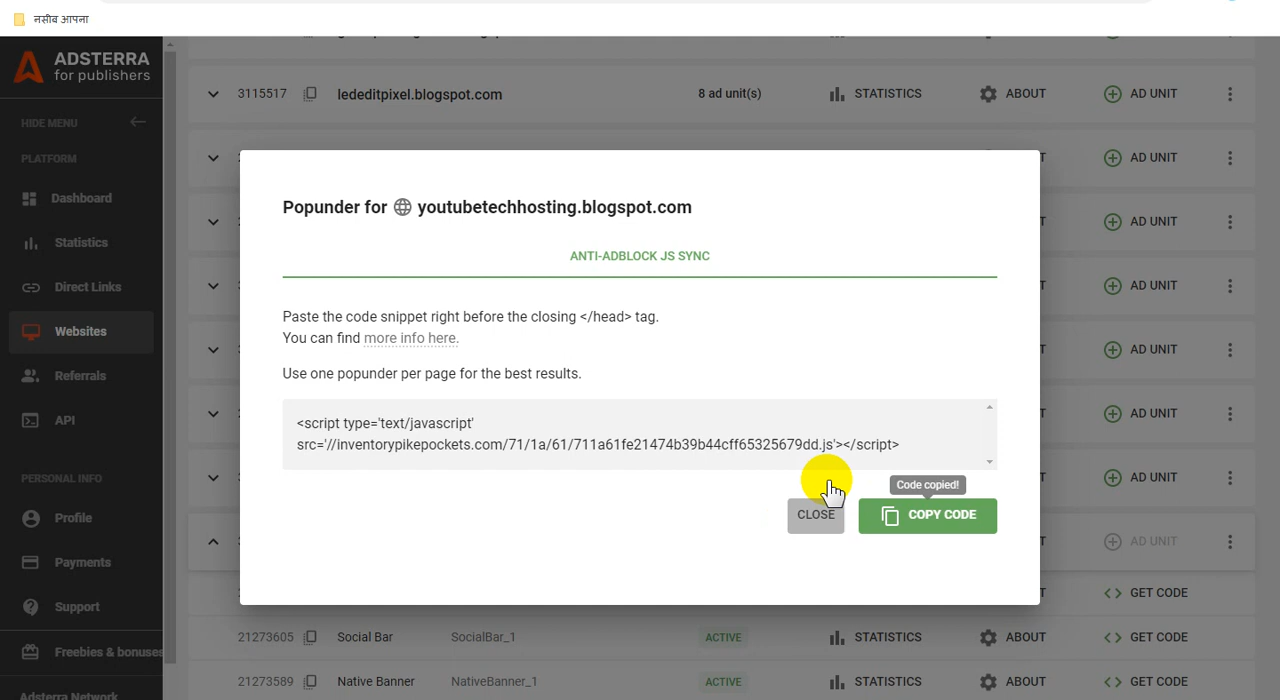 नसीब आपना
ADSTERRA
for publishers
3115517 lededitpixel.blogspot.com 8 ad unit(s) STATISTICS ABOUT AD UNIT
HIDE MENU
PLATFORM
AD UNIT
Dashboard
AD UNIT
Statistics
Direct Links
AD UNIT
Websites
AD UNIT
Referrals
AD UNIT
API
PERSONAL INFO
AD UNIT
Profile
AD UNIT
Payments
GET CODE
Support
21273605 Social Bar SocialBar_1 ACTIVE STATISTICS ABOUT GET CODE
Freebies & bonuses
21273589 Native Banner NativeBanner_1 ACTIVE STATISTICS ABOUT GET CODE
Adsterra Network
Popunder for youtubetechhosting.blogspot.com
ANTI-ADBLOCK JS SYNC
Paste the code snippet right before the closing </head> tag.
You can find more info here.
Use one popunder per page for the best results.
<script type='text/javascript'
src='//inventorypikepockets.com/71/1a/61/711a61fe21474b39b44cff65325679dd.js'></script>
Code copied!
CLOSE COPY CODE